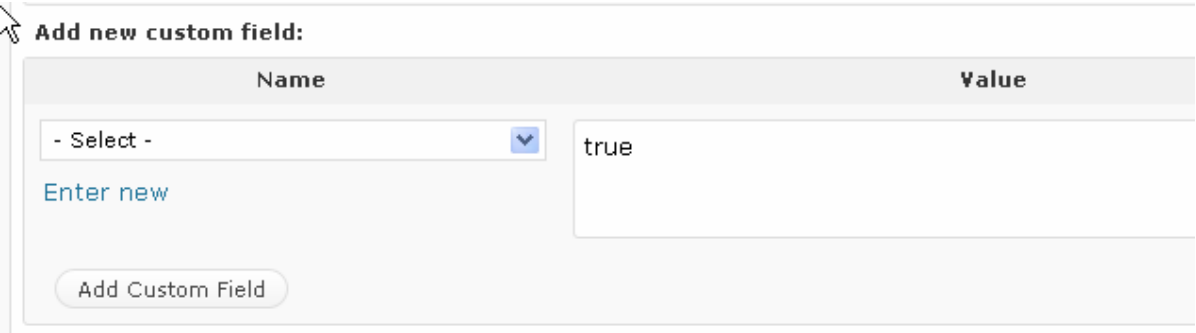 Add new custom field:
Name Value
- Select - true
Enter new
Add Custom Field